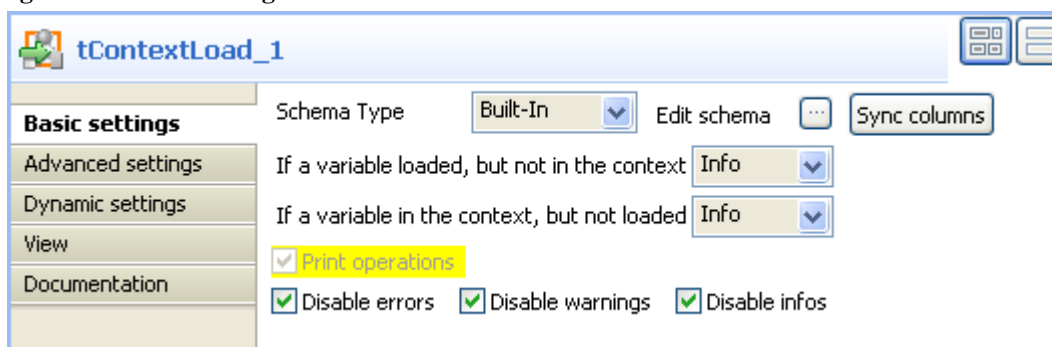 tContextLoad_1
Basic settings
Advanced settings
Dynamic settings
View
Documentation
Schema Type Built-In Edit schema ... Sync columns
If a variable loaded, but not in the context Info
If a variable in the context, but not loaded Info
Print operations
Disable errors Disable warnings Disable infos